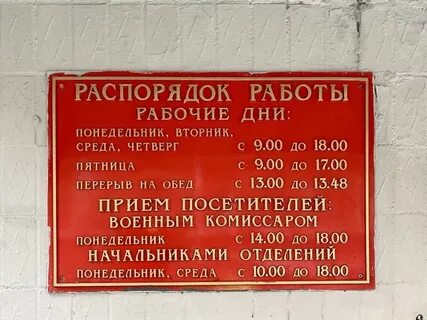 РАСПОРЯДОК РАБОТЫ
РАБОЧИЕ ДНИ:
ПОНЕДЕЛЬНИК, ВТОРНИК,
СРЕДА, ЧЕТВЕРГ С 9.00 ДО 18.00
ПЯТНИЦА С 9.00 ДО 17.00
ПЕРЕРЫВ НА ОБЕД С 13.00 ДО 13.48
ПРИЕМ ПОСЕТИТЕЛЕЙ:
ВОЕННЫМ КОМИССАРОМ
ПОНЕДЕЛЬНИК С 14.00 ДО 18.00
НАЧАЛЬНИКАМИ ОТДЕЛЕНИЙ
ПОНЕДЕЛЬНИК, СРЕДА С 10.00 ДО 18.00